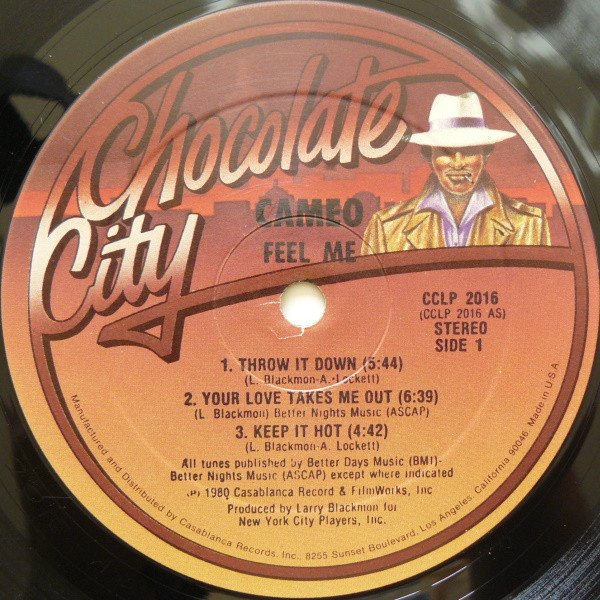 Chocolate
City
CAMEO
FEEL ME
CCLP 2016
(CCLP 2016 AS)
STEREO
SIDE 1
1. THROW IT DOWN (5:44)
(L. Blackmon-A. Lockett)
2. YOUR LOVE TAKES ME OUT (6:39)
(L. Blackmon) Better Nights Music (ASCAP)
3. KEEP IT HOT (4:42)
(L. Blackmon-A. Lockett)
All tunes published by Better Days Music (BMI)-
Better Nights Music (ASCAP) except where indicated
℗ 1980 Casablanca Record & FilmWorks, Inc
Produced by Larry Blackmon for
New York City Players, Inc.
Manufactured and Distributed by Casablanca Records, Inc. 8255 Sunset Boulevard, Los Angeles, California 90046. Made in U.S.A.